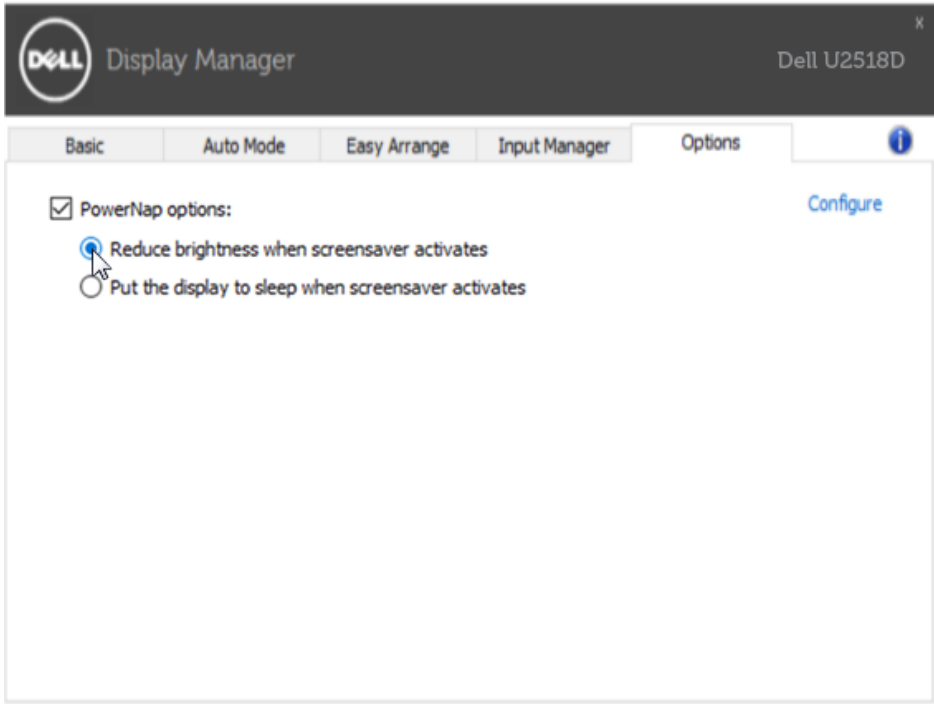 X
DELL Display Manager Dell U2518D
Basic Auto Mode Easy Arrange Input Manager Options i
PowerNap options: Configure
Reduce brightness when screensaver activates
Put the display to sleep when screensaver activates